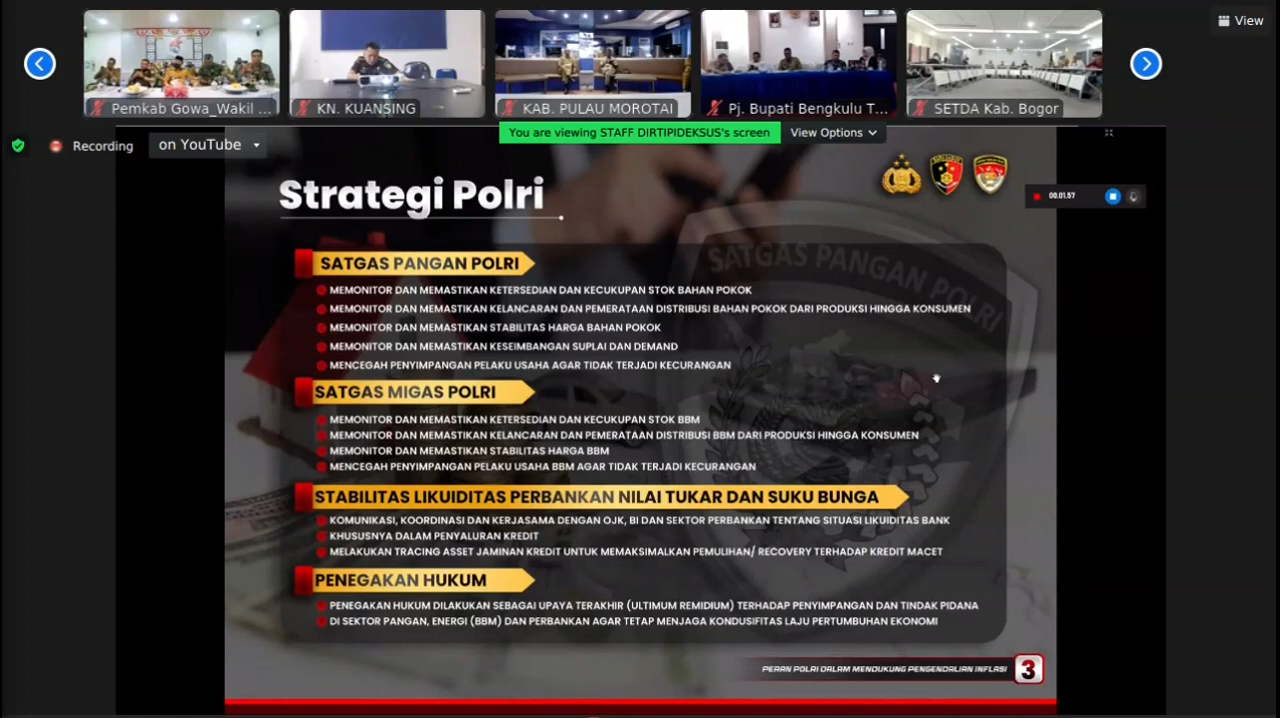 View
Pemkab Gowa_Wakil ...
KN. KUANSING
KAB. PULAU MOROTAI
Pj. Bupati Bengkulu T...
SETDA Kab. Bogor
You are viewing STAFF DIRTIPIDEKSUS's screen
View Options
Recording
on YouTube
Strategi Polri
00:01.57
SATGAS PANGAN POLRI
SATGAS PANGAN POLRI
MEMONITOR DAN MEMASTIKAN KETERSEDIAN DAN KECUKUPAN STOK BAHAN POKOK
MEMONITOR DAN MEMASTIKAN KELANCARAN DAN PEMERATAAN DISTRIBUSI BAHAN POKOK DARI PRODUKSI HINGGA KONSUMEN
MEMONITOR DAN MEMASTIKAN STABILITAS HARGA BAHAN POKOK
MEMONITOR DAN MEMASTIKAN KESEIMBANGAN SUPLAI DAN DEMAND
MENCEGAH PENYIMPANGAN PELAKU USAHA AGAR TIDAK TERJADI KECURANGAN
SATGAS MIGAS POLRI
MEMONITOR DAN MEMASTIKAN KETERSEDIAN DAN KECUKUPAN STOK BBM
MEMONITOR DAN MEMASTIKAN KELANCARAN DAN PEMERATAAN DISTRIBUSI BBM DARI PRODUKSI HINGGA KONSUMEN
MEMONITOR DAN MEMASTIKAN STABILITAS HARGA BBM
MENCEGAH PENYIMPANGAN PELAKU USAHA BBM AGAR TIDAK TERJADI KECURANGAN
STABILITAS LIKUIDITAS PERBANKAN NILAI TUKAR DAN SUKU BUNGA
KOMUNIKASI, KOORDINASI DAN KERJASAMA DENGAN OJK, BI DAN SEKTOR PERBANKAN TENTANG SITUASI LIKUIDITAS BANK
KHUSUSNYA DALAM PENYALURAN KREDIT
MELAKUKAN TRACING ASSET JAMINAN KREDIT UNTUK MEMAKSIMALKAN PEMULIHAN/ RECOVERY TERHADAP KREDIT MACET
PENEGAKAN HUKUM
PENEGAKAN HUKUM DILAKUKAN SEBAGAI UPAYA TERAKHIR (ULTIMUM REMIDIUM) TERHADAP PENYIMPANGAN DAN TINDAK PIDANA
DI SEKTOR PANGAN, ENERGI (BBM) DAN PERBANKAN AGAR TETAP MENJAGA KONDUSIFITAS LAJU PERTUMBUHAN EKONOMI
PERAN POLRI DALAM MENDUKUNG PENGENDALIAN INFLASI
3